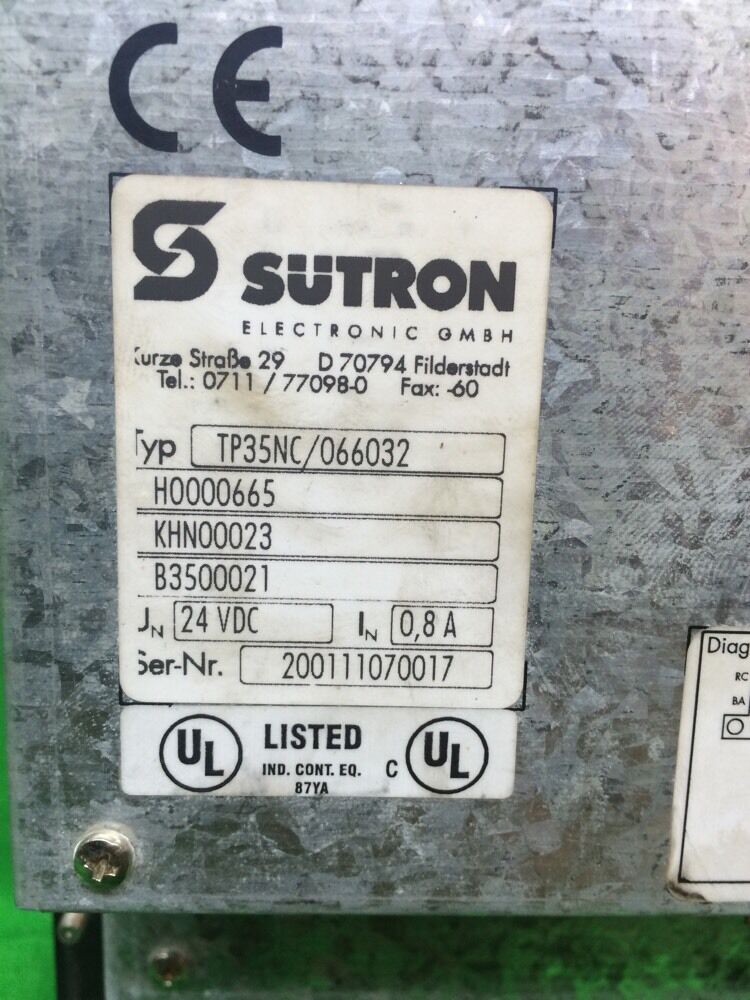 CE
SÜTRON
ELECTRONIC GMBH
Kurze Straße 29 D 70794 Filderstadt
Tel.: 0711 / 77098-0 Fax: -60
Typ TP35NC/066032
H0000665
KHN00023
B3500021
UN 24 VDC IN 0,8 A
Ser-Nr. 200111070017
UL LISTED C UL
IND. CONT. EQ.
87YA
Diag
RC
BA